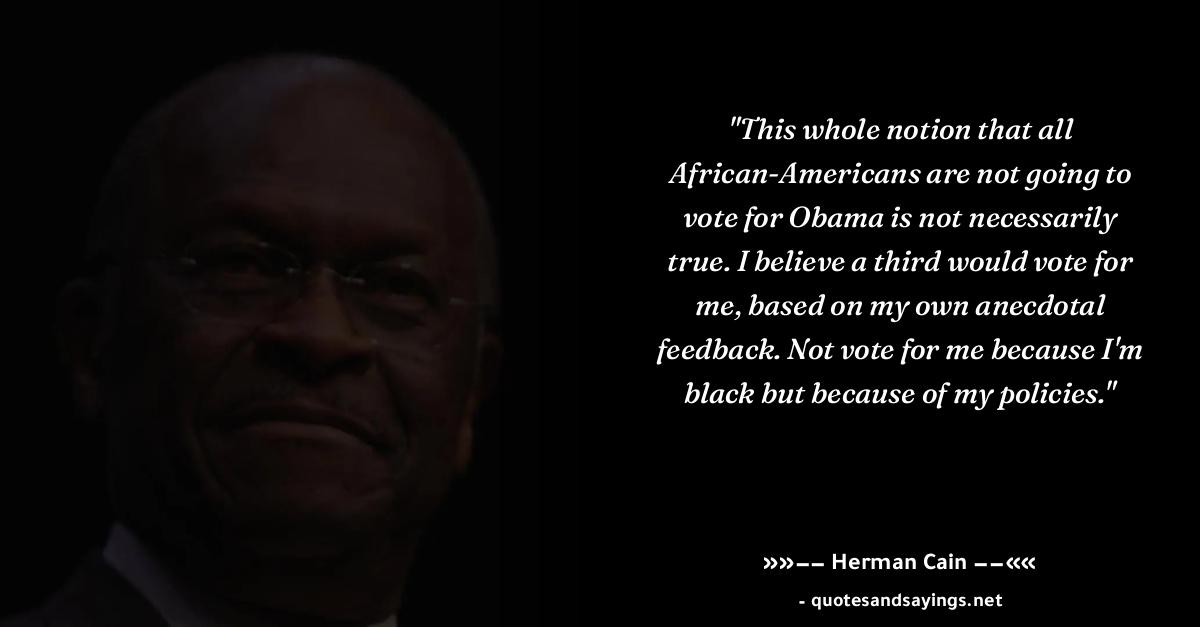 "This whole notion that all
African-Americans are not going to
vote for Obama is not necessarily
true. I believe a third would vote for
me, based on my own anecdotal
feedback. Not vote for me because I'm
black but because of my policies."
»»−− Herman Cain −−««
- quotesandsayings.net